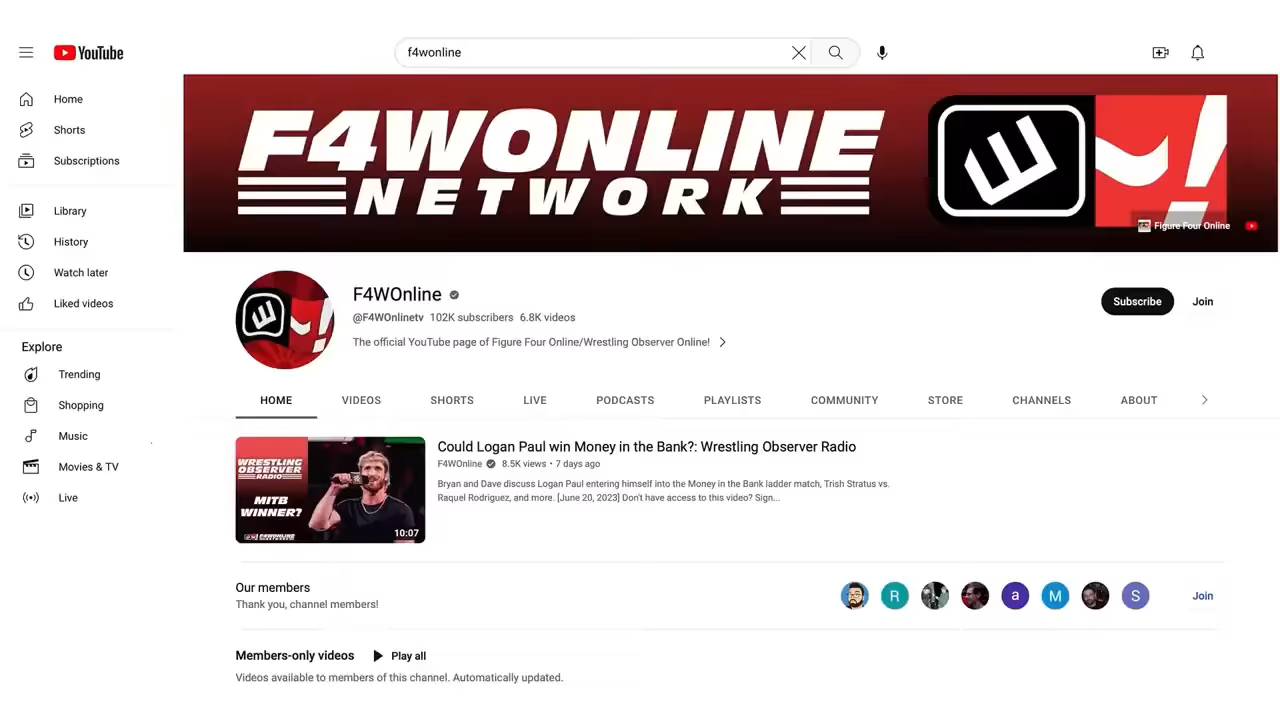 YouTube
f4wonline
Home
Shorts
Subscriptions
Library
History
Watch later
Liked videos
Explore
Trending
Shopping
Music
Movies & TV
Live
F4WONLINE
NETWORK
Figure Four Online
F4WOnline
@F4WOnlinetv 102K subscribers 6.8K videos
The official YouTube page of Figure Four Online/Wrestling Observer Online!
Subscribe
Join
HOME VIDEOS SHORTS LIVE PODCASTS PLAYLISTS COMMUNITY STORE CHANNELS ABOUT
WRESTLING
OBSERVER
RADIO
MITB
WINNER?
F4WONLINE
NETWORK
10:07
Could Logan Paul win Money in the Bank?: Wrestling Observer Radio
F4WOnline 8.5K views • 7 days ago
Bryan and Dave discuss Logan Paul entering himself into the Money in the Bank ladder match, Trish Stratus vs.
Raquel Rodriguez, and more. [June 20, 2023] Don't have access to this video? Sign...
Our members
Thank you, channel members!
R
a
M
S
Join
Members-only videos Play all
Videos available to members of this channel. Automatically updated.